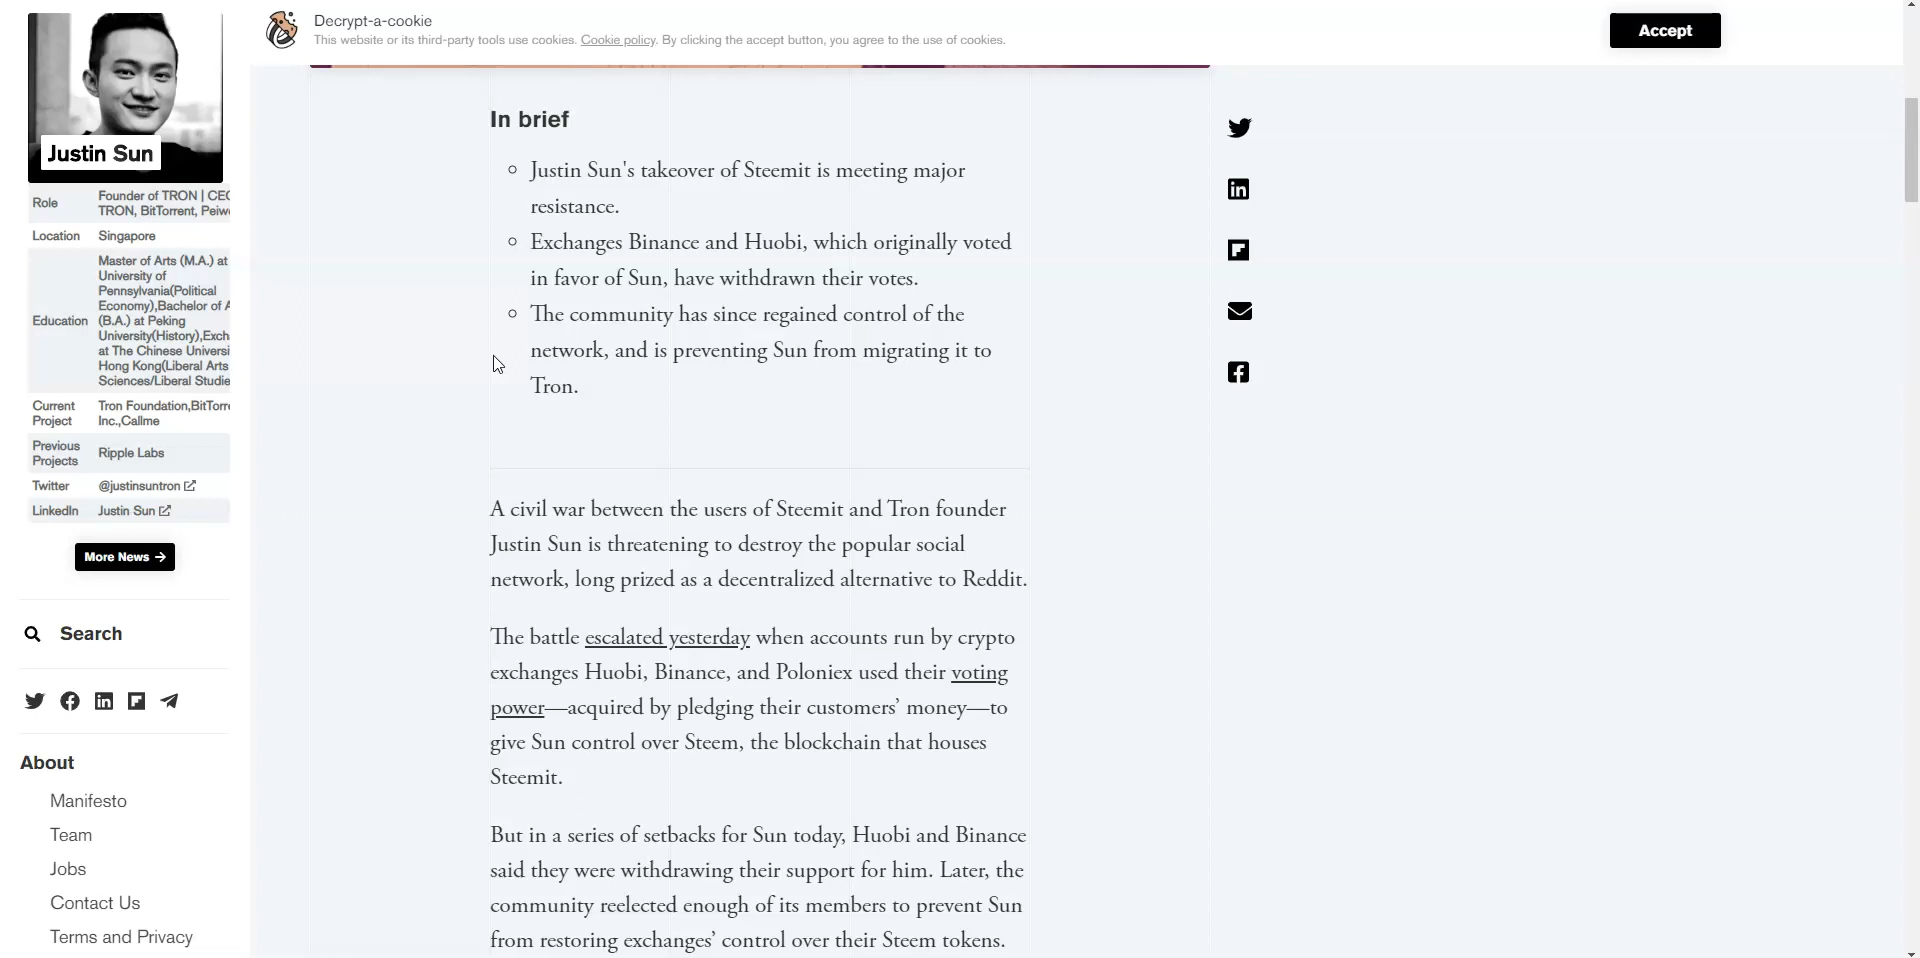 Justin Sun
Role
Founder of TRON | CEO
TRON, BitTorrent, Peiw
Location
Singapore
Education
Master of Arts (M.A.) at
University of
Pennsylvania(Political
Economy),Bachelor of A
(B.A.) at Peking
University(History),Exch
at The Chinese Universi
Hong Kong(Liberal Arts
Sciences/Liberal Studie
Current
Project
Tron Foundation,BitTorre
Inc.,Callme
Previous
Projects
Ripple Labs
Twitter
@justinsuntron
LinkedIn
Justin Sun
More News →
Search
About
Manifesto
Team
Jobs
Contact Us
Terms and Privacy
Decrypt-a-cookie
This website or its third-party tools use cookies. Cookie policy. By clicking the accept button, you agree to the use of cookies.
Accept
In brief
Justin Sun's takeover of Steemit is meeting major
resistance.
Exchanges Binance and Huobi, which originally voted
in favor of Sun, have withdrawn their votes.
The community has since regained control of the
network, and is preventing Sun from migrating it to
Tron.
A civil war between the users of Steemit and Tron founder
Justin Sun is threatening to destroy the popular social
network, long prized as a decentralized alternative to Reddit.
The battle escalated yesterday when accounts run by crypto
exchanges Huobi, Binance, and Poloniex used their voting
power—acquired by pledging their customers’ money—to
give Sun control over Steem, the blockchain that houses
Steemit.
But in a series of setbacks for Sun today, Huobi and Binance
said they were withdrawing their support for him. Later, the
community reelected enough of its members to prevent Sun
from restoring exchanges’ control over their Steem tokens.